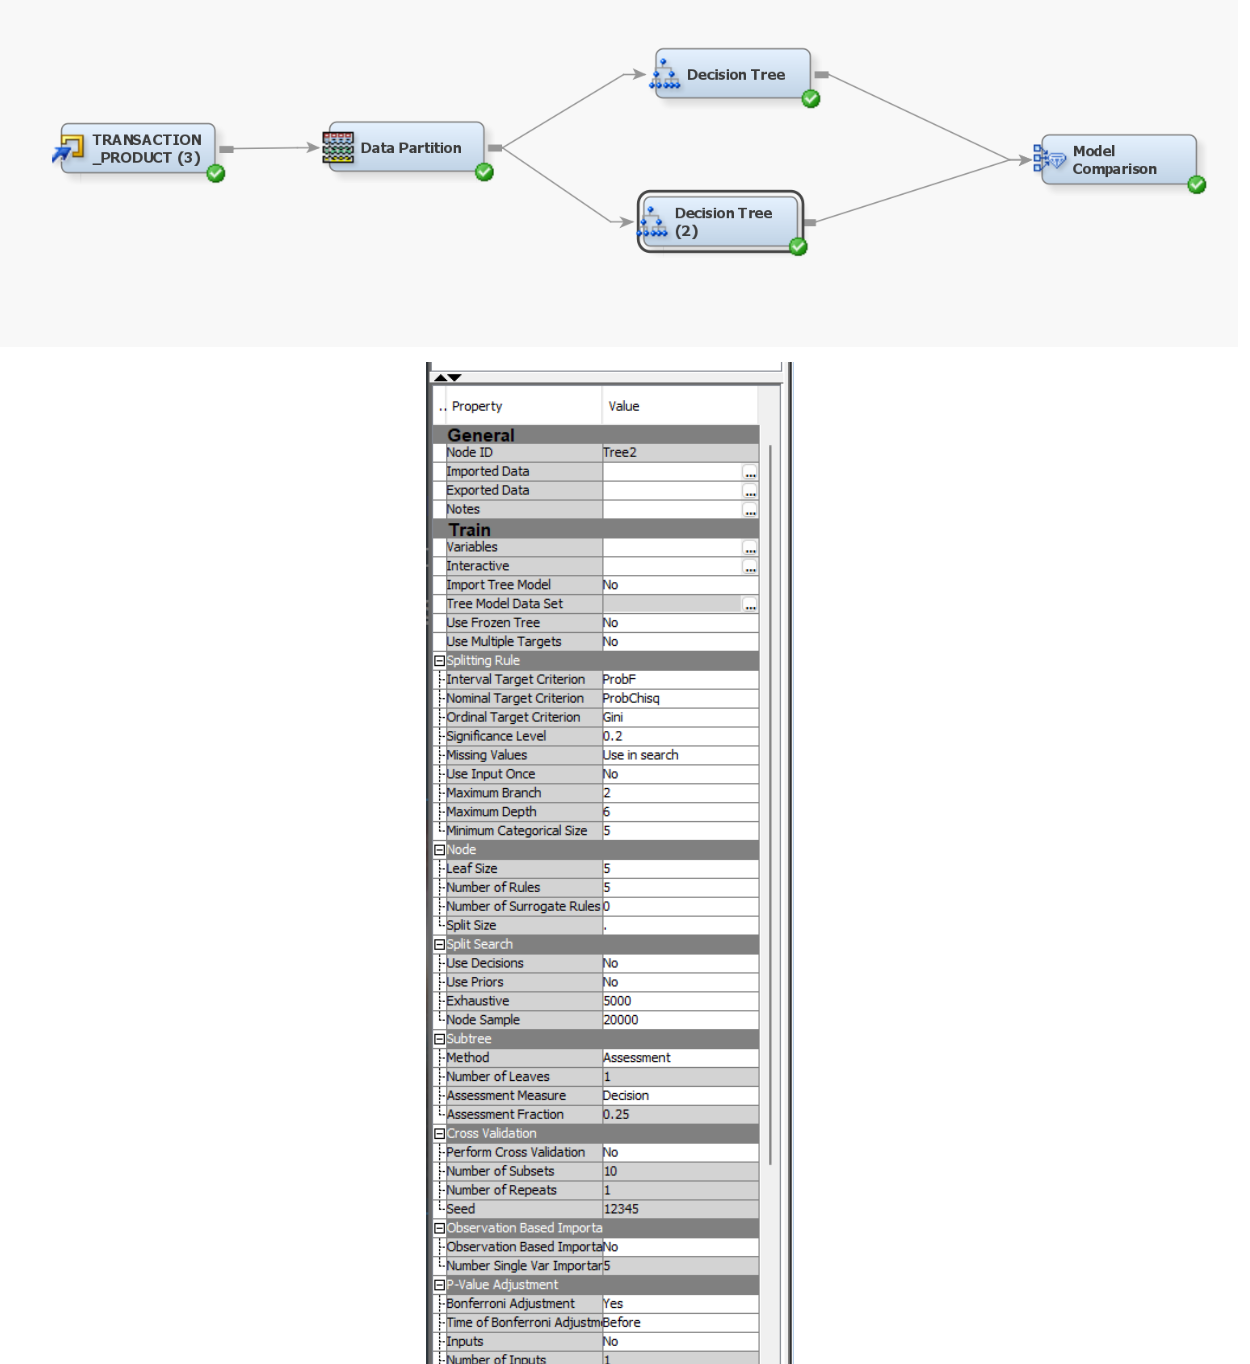 Decision Tree
TRANSACTION
_PRODUCT (3)
Data Partition
Model
Comparison
Decision Tree
(2)
.. Property Value
General
Node ID Tree2
Imported Data ...
Exported Data ...
Notes ...
Train
Variables ...
Interactive ...
Import Tree Model No
Tree Model Data Set ...
Use Frozen Tree No
Use Multiple Targets No
Splitting Rule
Interval Target Criterion ProbF
Nominal Target Criterion ProbChisq
Ordinal Target Criterion Gini
Significance Level 0.2
Missing Values Use in search
Use Input Once No
Maximum Branch 2
Maximum Depth 6
Minimum Categorical Size 5
Node
Leaf Size 5
Number of Rules 5
Number of Surrogate Rules 0
Split Size .
Split Search
Use Decisions No
Use Priors No
Exhaustive 5000
Node Sample 20000
Subtree
Method Assessment
Number of Leaves 1
Assessment Measure Decision
Assessment Fraction 0.25
Cross Validation
Perform Cross Validation No
Number of Subsets 10
Number of Repeats 1
Seed 12345
Observation Based Importa
Observation Based Importa No
Number Single Var Importar 5
P-Value Adjustment
Bonferroni Adjustment Yes
Time of Bonferroni Adjustm Before
Inputs No
Number of Inputs 1